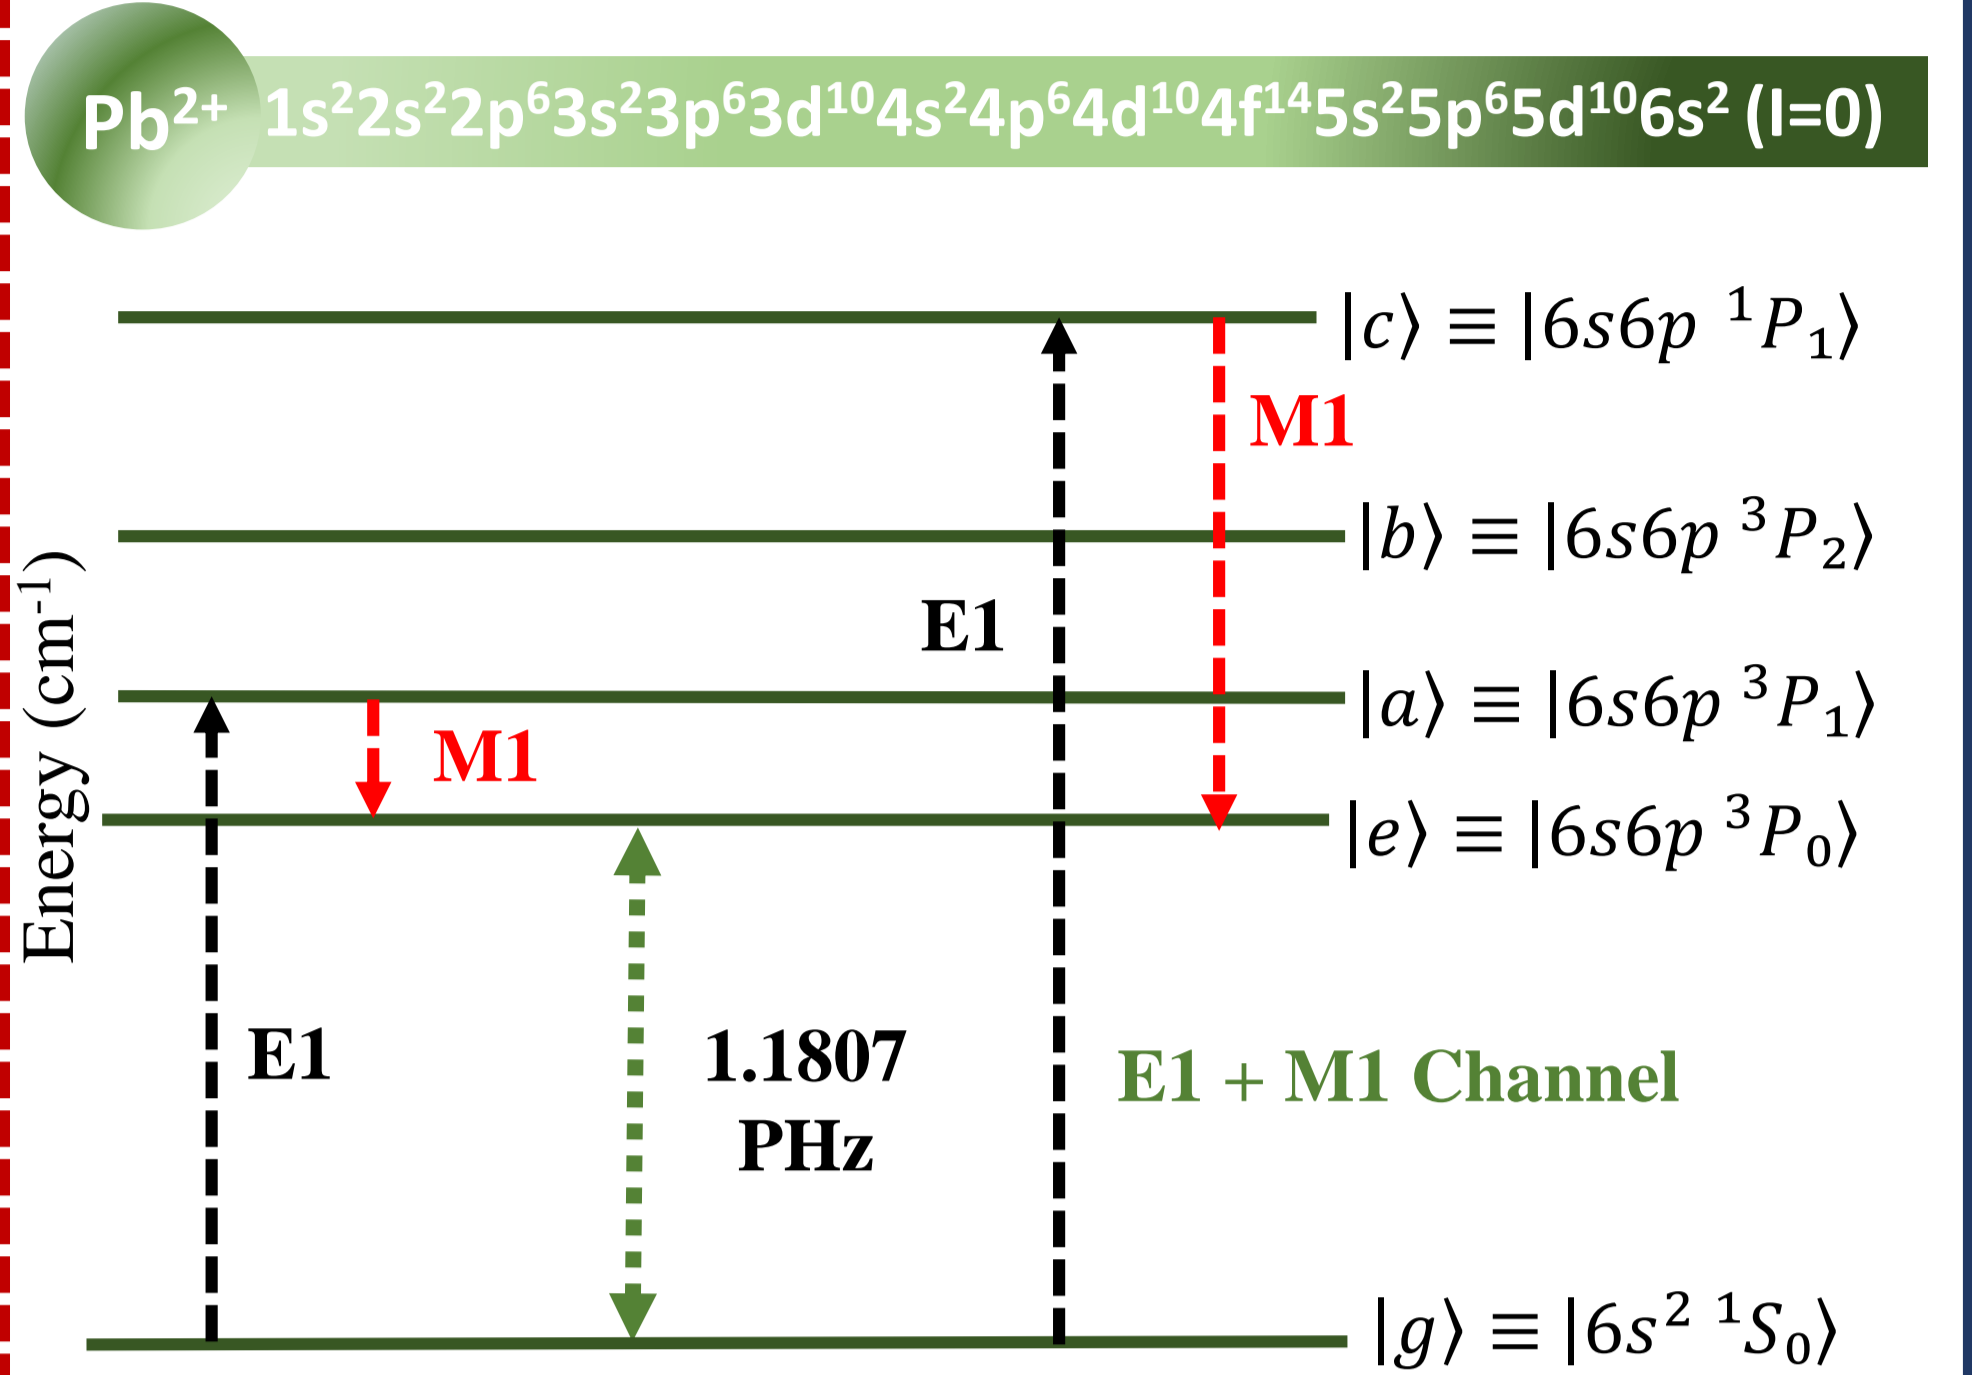 Pb²⁺ 1s²2s²2p⁶3s²3p⁶3d¹⁰4s²4p⁶4d¹⁰4f¹⁴5s²5p⁶5d¹⁰6s² (I=0)
|c⟩ ≡ |6s6p ¹P₁⟩
M1
|b⟩ ≡ |6s6p ³P₂⟩
E1
|a⟩ ≡ |6s6p ³P₁⟩
M1
|e⟩ ≡ |6s6p ³P₀⟩
Energy (cm⁻¹)
E1
1.1807
PHz
E1 + M1 Channel
|g⟩ ≡ |6s² ¹S₀⟩